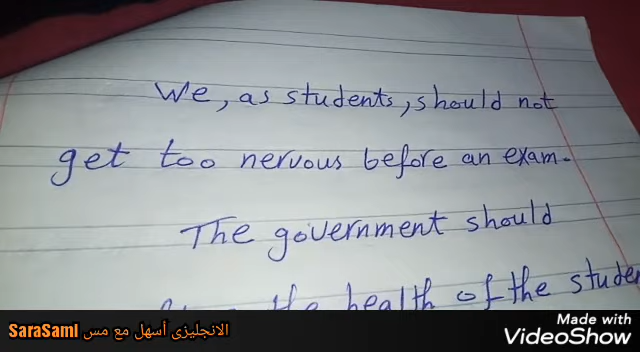 We, as students, should not
get too nervous before an exam.
The government should
the health of the studen
الانجليزى أسهل مع مس SaraSami
Made with
VideoShow